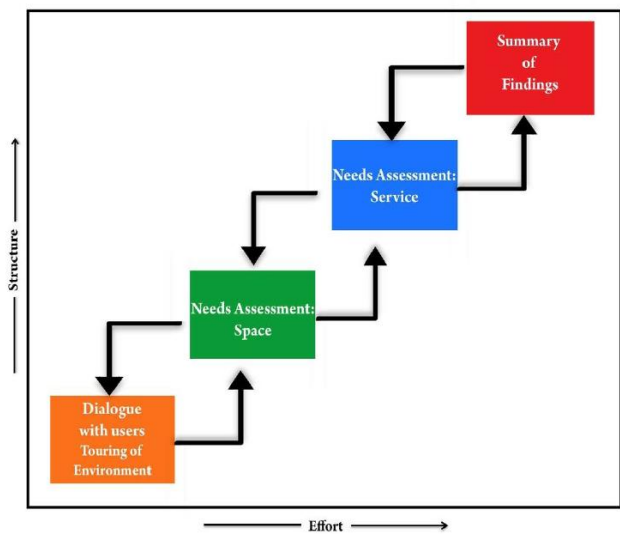 Summary
of
Findings
Needs Assessment:
Service
Needs Assessment:
Space
Dialogue
with users
Touring of
Environment
Structure
Effort